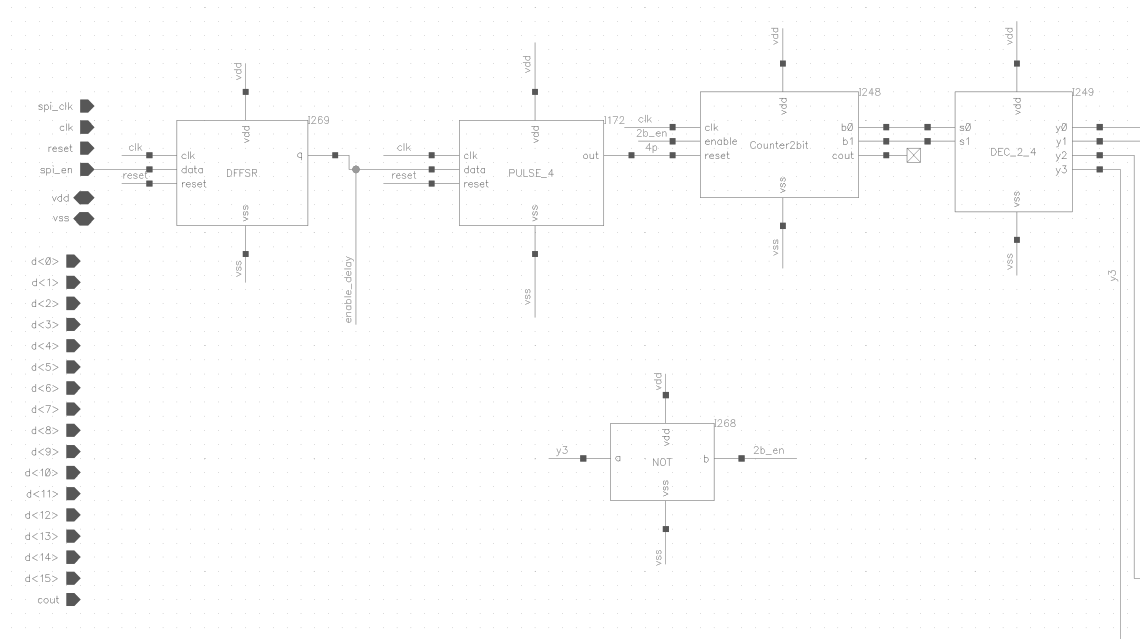 spi_clk
clk
reset
spi_en
vdd
vss
d<0>
d<1>
d<2>
d<3>
d<4>
d<5>
d<6>
d<7>
d<8>
d<9>
d<10>
d<11>
d<12>
d<13>
d<14>
d<15>
cout
vdd
I269
vdd
clk
clk
q
data
DFFSR
reset
reset
vss
vss
enable_delay
vdd
I172
vdd
clk
clk
out
data
PULSE_4
reset
reset
vss
vss
vdd
I248
vdd
clk
clk
b0
2b_en
enable
b1
Counter2bit
4p
reset
cout
vss
vss
vdd
I249
vdd
s0
y0
s1
y1
DEC_2_4
y2
y3
vss
vss
y3
vdd
I268
vdd
y3
a
NOT
b
2b_en
vss
vss